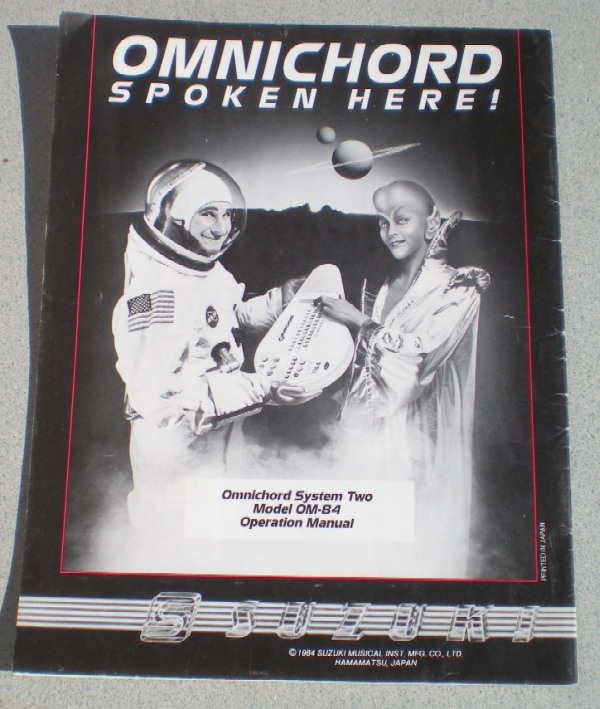 OMNICHORD
SPOKEN HERE!
Omnichord System Two
Model OM-84
Operation Manual
PRINTED IN JAPAN
SUZUKI
© 1984 SUZUKI MUSICAL INST. MFG. CO., LTD.
HAMAMATSU, JAPAN